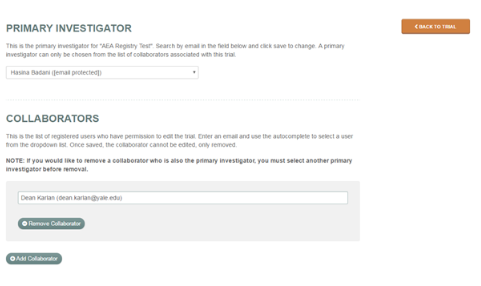 PRIMARY INVESTIGATOR
BACK TO TRIAL
This is the primary investigator for "AEA Registry Test". Search by email in the field below and click save to change. A primary
investigator can only be chosen from the list of collaborators associated with this trial.
Hasina Badani ([email protected])
COLLABORATORS
This is the list of registered users who have permission to edit the trial. Enter an email and use the autocomplete to select a user
from the dropdown list. Once saved, the collaborator cannot be edited, only removed.
NOTE: If you would like to remove a collaborator who is also the primary investigator, you must select another primary
investigator before removal.
Dean Karlan (dean.karlan@yale.edu)
Remove Collaborator
Add Collaborator